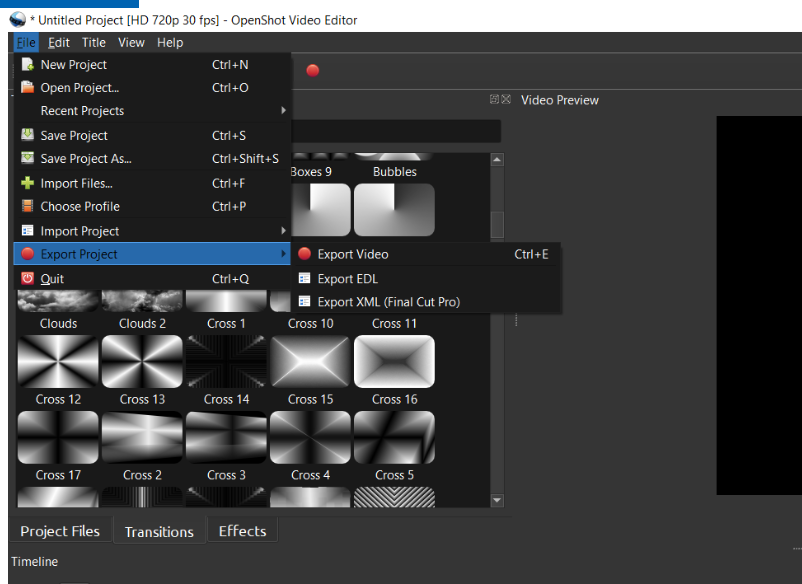 * Untitled Project [HD 720p 30 fps] - OpenShot Video Editor
File Edit Title View Help
New Project Ctrl+N
Open Project... Ctrl+O
Recent Projects
Save Project Ctrl+S
Save Project As... Ctrl+Shift+S
Import Files... Ctrl+F
Choose Profile Ctrl+P
Import Project
Export Project
Quit Ctrl+Q
Export Video Ctrl+E
Export EDL
Export XML (Final Cut Pro)
Video Preview
Boxes 9 Bubbles
Clouds Clouds 2 Cross 1 Cross 10 Cross 11
Cross 12 Cross 13 Cross 14 Cross 15 Cross 16
Cross 17 Cross 2 Cross 3 Cross 4 Cross 5
Project Files Transitions Effects
Timeline